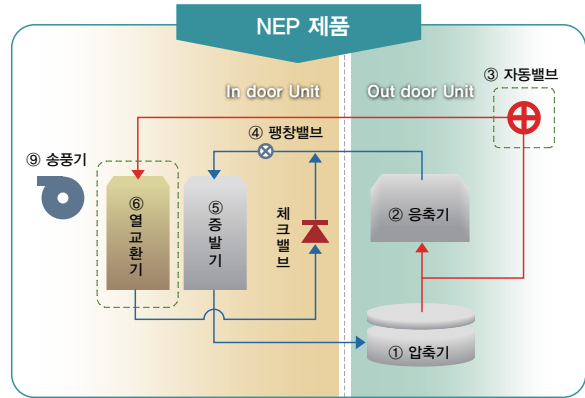 NEP 제품
In door Unit
Out door Unit
③ 자동밸브
④ 팽창밸브
⑨ 송풍기
⑥ 열교환기
⑤ 증발기
체크밸브
② 응축기
① 압축기